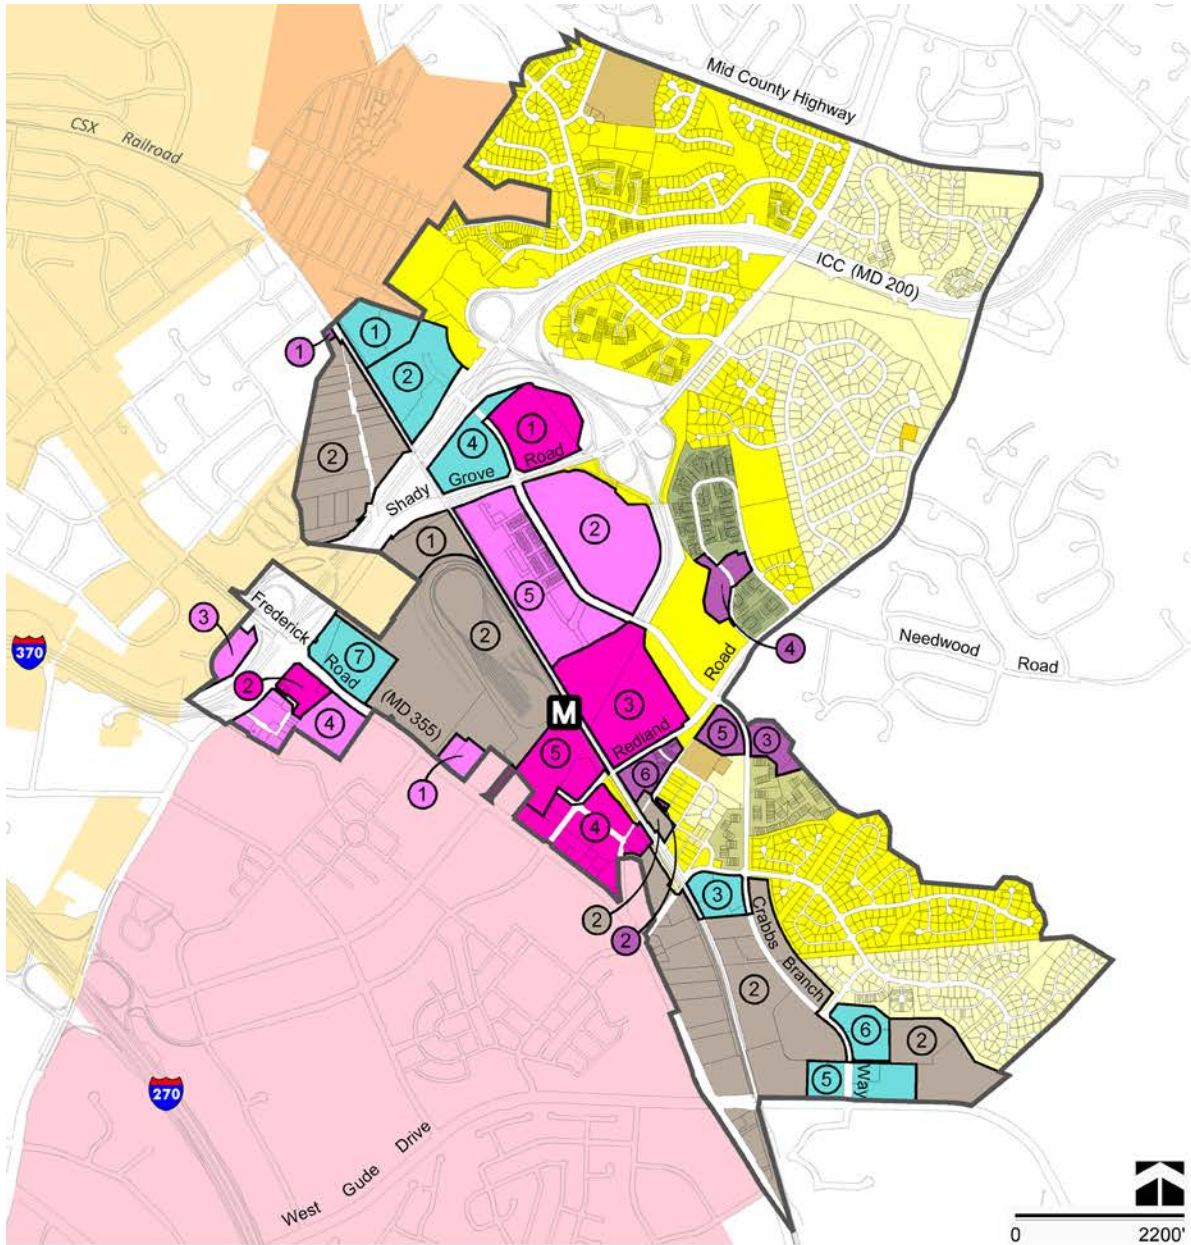 Mid County Highway
CSX Railroad
ICC (MD 200)
1
1
2
1
4
Road
2
Grove
Shady
1
2
5
2
3
Frederick
370
7
Road
2
4
(MD 355)
Needwood Road
4
Road
M
3
Redland
5
3
5
6
1
4
3
2
2
Crabbs
Branch
2
6
2
5
Way
270
West Gude Drive
0 2200'